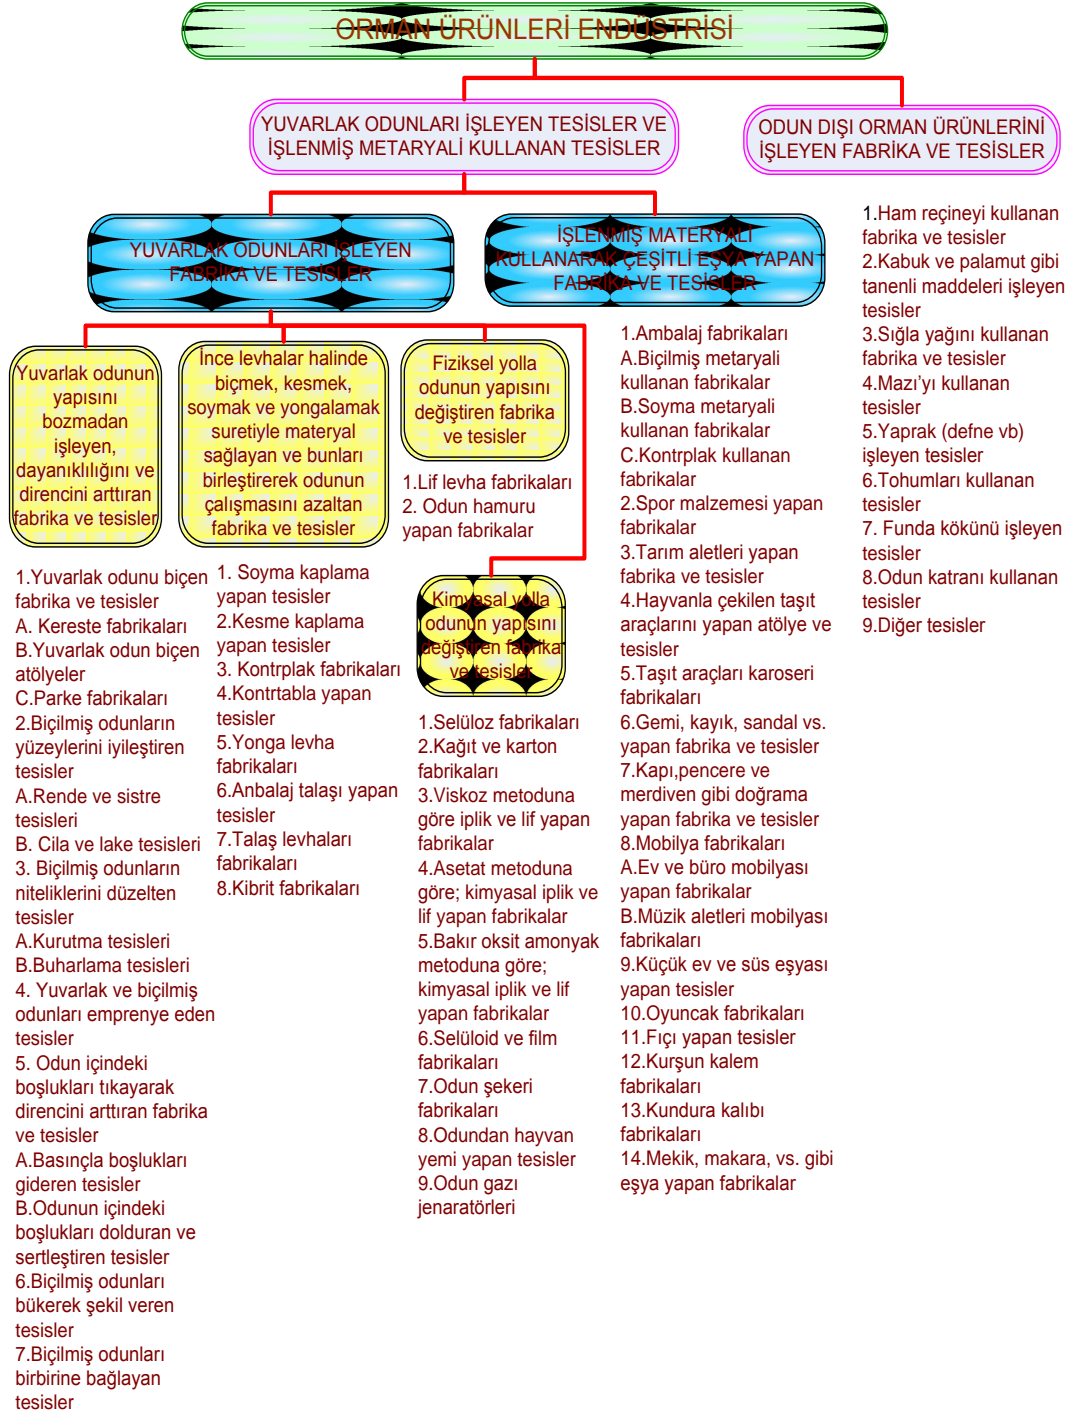 ORMAN ÜRÜNLERİ ENDÜSTRİSİ
YUVARLAK ODUNLARI İŞLEYEN TESİSLER VE
İŞLENMİŞ METARYALİ KULLANAN TESİSLER
ODUN DIŞI ORMAN ÜRÜNLERİNİ
İŞLEYEN FABRİKA VE TESİSLER
YUVARLAK ODUNLARI İŞLEYEN
FABRİKA VE TESİSLER
İŞLENMİŞ MATERYALİ
KULLANARAK ÇEŞİTLİ EŞYA YAPAN
FABRİKA VE TESİSLER
Yuvarlak odunun
yapısını
bozmadan
işleyen,
dayanıklılığını ve
direncini arttıran
fabrika ve tesisler
1.Yuvarlak odunu biçen
fabrika ve tesisler
A. Kereste fabrikaları
B.Yuvarlak odun biçen
atölyeler
C.Parke fabrikaları
2.Biçilmiş odunların
yüzeylerini iyileştiren
tesisler
A.Rende ve sistre
tesisleri
B. Cila ve lake tesisleri
3. Biçilmiş odunların
niteliklerini düzelten
tesisler
A.Kurutma tesisleri
B.Buharlama tesisleri
4. Yuvarlak ve biçilmiş
odunları emprenye eden
tesisler
5. Odun içindeki
boşlukları tıkayarak
direncini arttıran fabrika
ve tesisler
A.Basınçla boşlukları
gideren tesisler
B.Odunun içindeki
boşlukları dolduran ve
sertleştiren tesisler
6.Biçilmiş odunları
bükerek şekil veren
tesisler
7.Biçilmiş odunları
birbirine bağlayan
tesisler
İnce levhalar halinde
biçmek, kesmek,
soymak ve yongalamak
suretiyle materyal
sağlayan ve bunları
birleştirerek odunun
çalışmasını azaltan
fabrika ve tesisler
1. Soyma kaplama
yapan tesisler
2.Kesme kaplama
yapan tesisler
3. Kontrplak fabrikaları
4.Kontrtabla yapan
tesisler
5.Yonga levha
fabrikaları
6.Anbalaj talaşı yapan
tesisler
7.Talaş levhaları
fabrikaları
8.Kibrit fabrikaları
Fiziksel yolla
odunun yapısını
değiştiren fabrika
ve tesisler
1.Lif levha fabrikaları
2. Odun hamuru
yapan fabrikalar
Kimyasal yolla
odunun yapısını
değiştiren fabrika
ve tesisler
1.Selüloz fabrikaları
2.Kağıt ve karton
fabrikaları
3.Viskoz metoduna
göre iplik ve lif yapan
fabrikalar
4.Asetat metoduna
göre; kimyasal iplik ve
lif yapan fabrikalar
5.Bakır oksit amonyak
metoduna göre;
kimyasal iplik ve lif
yapan fabrikalar
6.Selüloid ve film
fabrikaları
7.Odun şekeri
fabrikaları
8.Odundan hayvan
yemi yapan tesisler
9.Odun gazı
jenaratörleri
1.Ambalaj fabrikaları
A.Biçilmiş metaryali
kullanan fabrikalar
B.Soyma metaryali
kullanan fabrikalar
C.Kontrplak kullanan
fabrikalar
2.Spor malzemesi yapan
fabrikalar
3.Tarım aletleri yapan
fabrika ve tesisler
4.Hayvanla çekilen taşıt
araçlarını yapan atölye ve
tesisler
5.Taşıt araçları karoseri
fabrikaları
6.Gemi, kayık, sandal vs.
yapan fabrika ve tesisler
7.Kapı,pencere ve
merdiven gibi doğrama
yapan fabrika ve tesisler
8.Mobilya fabrikaları
A.Ev ve büro mobilyası
yapan fabrikalar
B.Müzik aletleri mobilyası
fabrikaları
9.Küçük ev ve süs eşyası
yapan tesisler
10.Oyuncak fabrikaları
11.Fıçı yapan tesisler
12.Kurşun kalem
fabrikaları
13.Kundura kalıbı
fabrikaları
14.Mekik, makara, vs. gibi
eşya yapan fabrikalar
1.Ham reçineyi kullanan
fabrika ve tesisler
2.Kabuk ve palamut gibi
tanenli maddeleri işleyen
tesisler
3.Sığla yağını kullanan
fabrika ve tesisler
4.Mazı’yı kullanan
tesisler
5.Yaprak (defne vb)
işleyen tesisler
6.Tohumları kullanan
tesisler
7. Funda kökünü işleyen
tesisler
8.Odun katranı kullanan
tesisler
9.Diğer tesisler